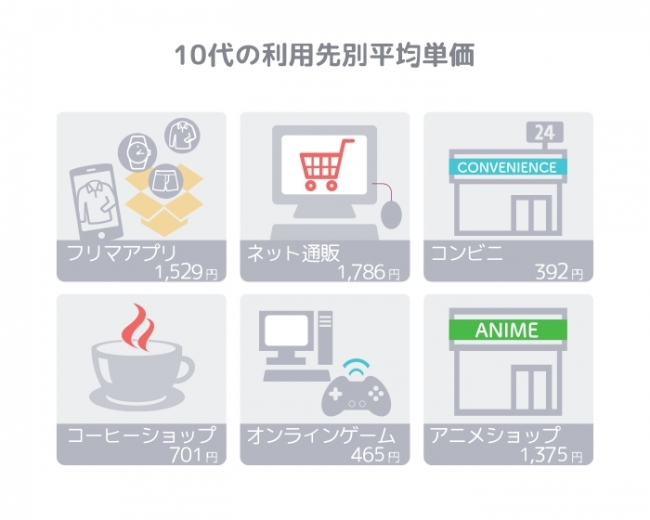 10代の利用先別平均単価
フリマアプリ
1,529円
ネット通販
1,786円
24
CONVENIENCE
コンビニ
392円
コーヒーショップ
701円
オンラインゲーム
465円
ANIME
アニメショップ
1,375円